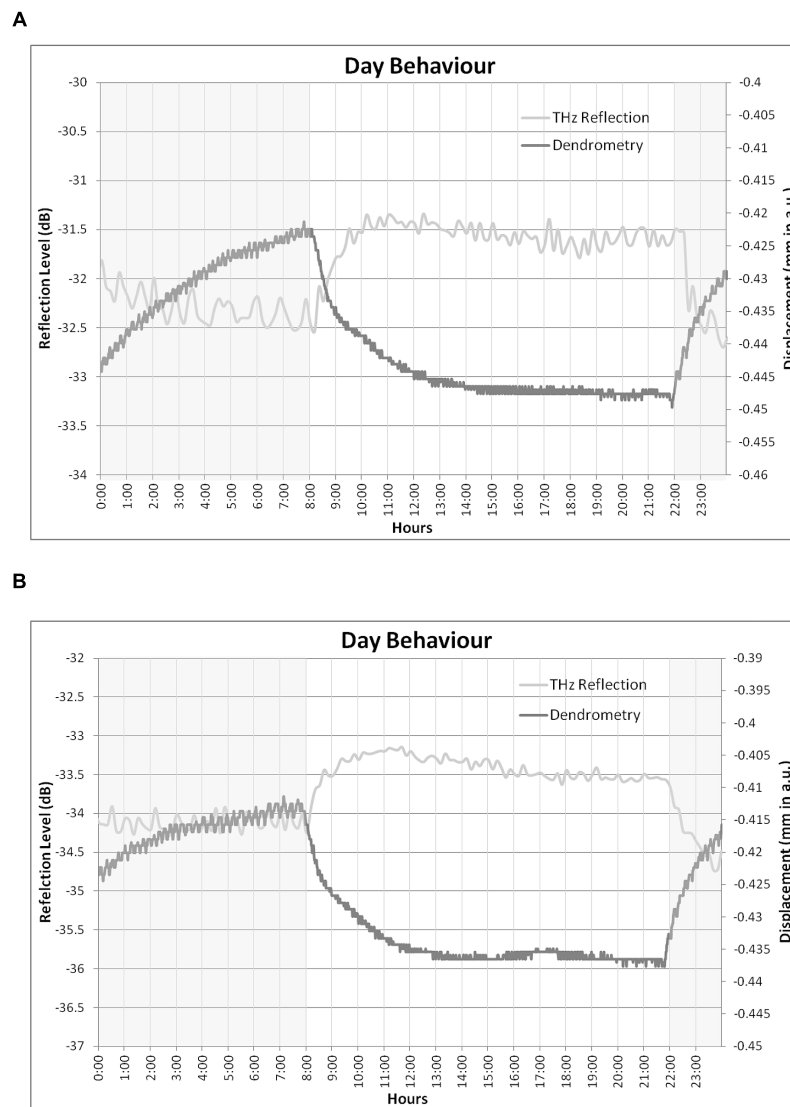 A
Day Behaviour
-30
-30.5
-31
-31.5
-32
-32.5
-33
-33.5
-34
Reflection Level (dB)
THz Reflection
Dendrometry
-0.4
-0.405
-0.41
-0.415
-0.42
-0.425
-0.43
-0.435
-0.44
-0.445
-0.45
-0.455
-0.46
Displacement (mm in a.u.)
0:00 1:00 2:00 3:00 4:00 5:00 6:00 7:00 8:00 9:00 10:00 11:00 12:00 13:00 14:00 15:00 16:00 17:00 18:00 19:00 20:00 21:00 22:00 23:00
Hours
B
Day Behaviour
-32
-32.5
-33
-33.5
-34
-34.5
-35
-35.5
-36
-36.5
-37
Refelction Level (dB)
THz Reflection
Dendrometry
-0.39
-0.395
-0.4
-0.405
-0.41
-0.415
-0.42
-0.425
-0.43
-0.435
-0.44
-0.445
-0.45
Displacement (mm in a.u.)
0:00 1:00 2:00 3:00 4:00 5:00 6:00 7:00 8:00 9:00 10:00 11:00 12:00 13:00 14:00 15:00 16:00 17:00 18:00 19:00 20:00 21:00 22:00 23:00
Hours